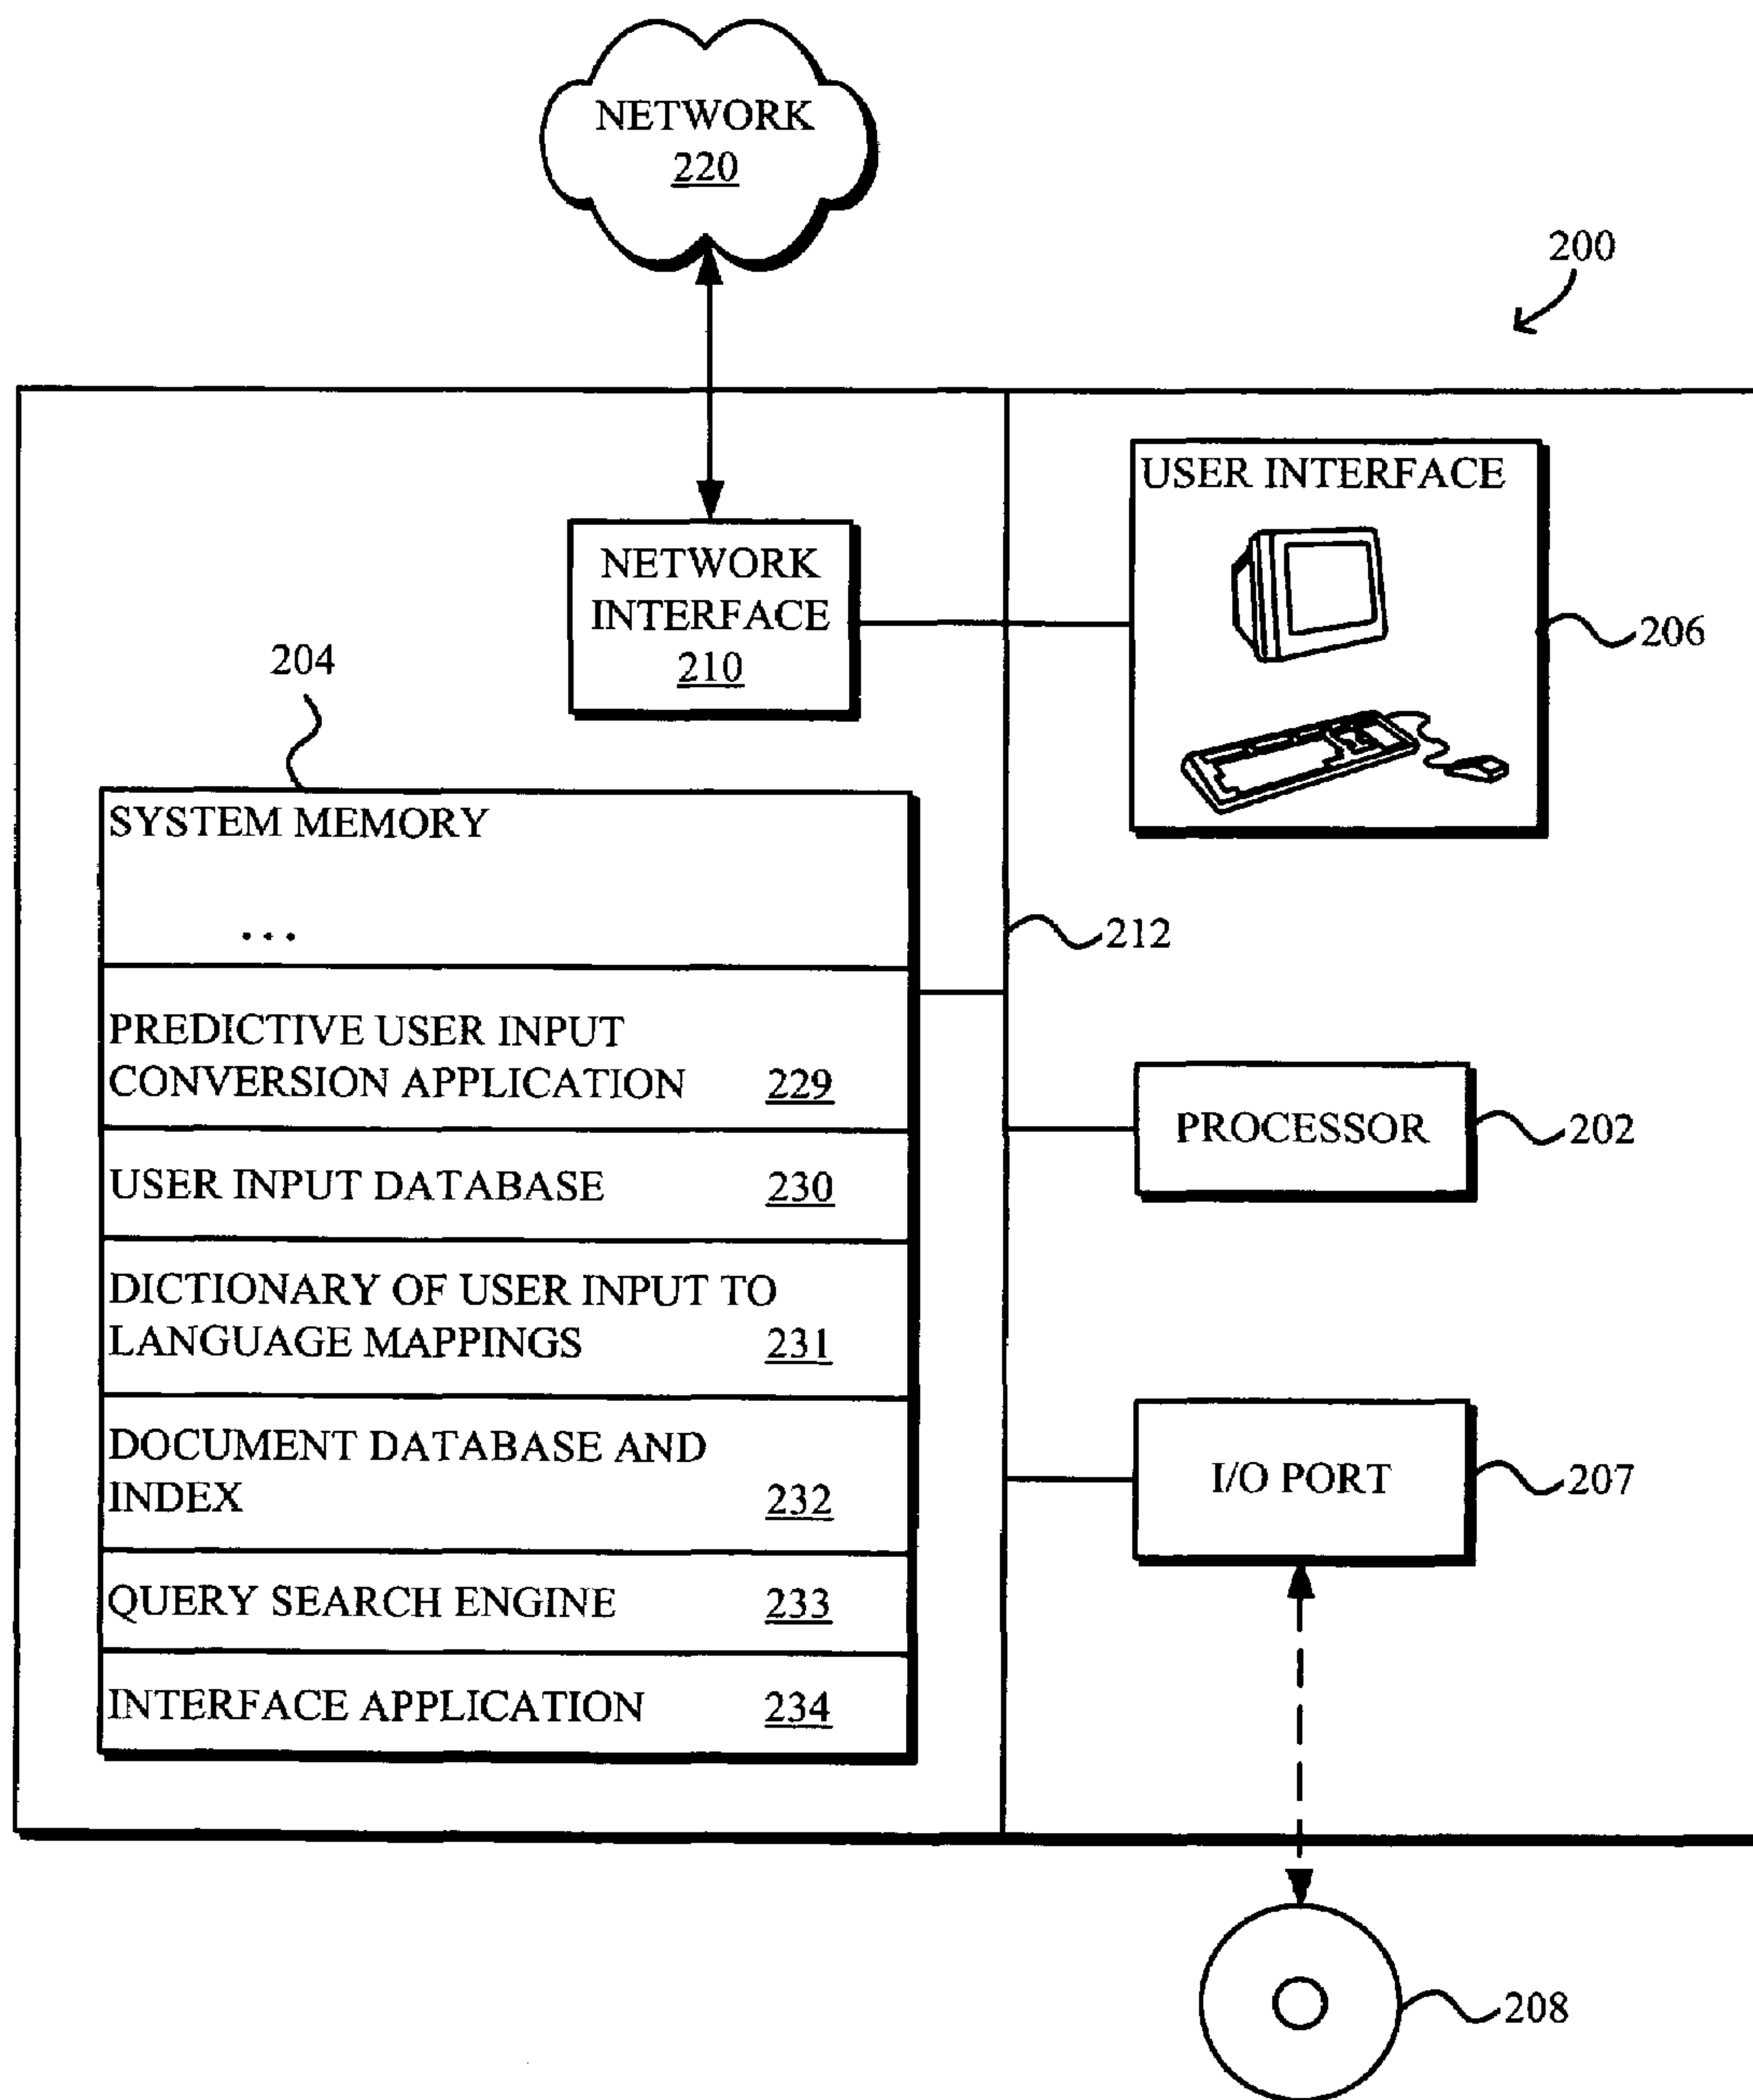 NETWORK
220
200
USER INTERFACE
NETWORK
INTERFACE
210
206
204
SYSTEM MEMORY
...
212
PREDICTIVE USER INPUT
CONVERSION APPLICATION 229
PROCESSOR
202
USER INPUT DATABASE 230
DICTIONARY OF USER INPUT TO
LANGUAGE MAPPINGS 231
DOCUMENT DATABASE AND
INDEX 232
I/O PORT
207
QUERY SEARCH ENGINE 233
INTERFACE APPLICATION 234
208